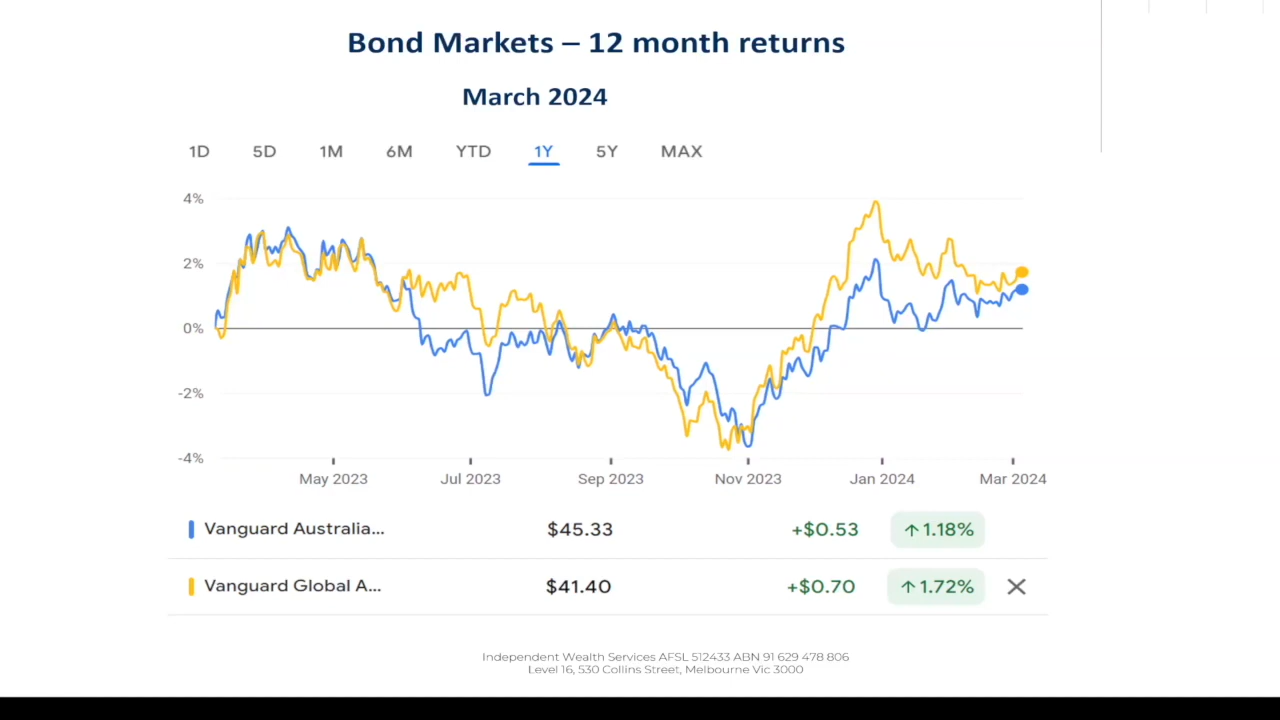 Bond Markets – 12 month returns
March 2024
1D 5D 1M 6M YTD 1Y 5Y MAX
4%
2%
0%
-2%
-4%
May 2023 Jul 2023 Sep 2023 Nov 2023 Jan 2024 Mar 2024
Vanguard Australia... $45.33 +$0.53 ↑1.18%
Vanguard Global A... $41.40 +$0.70 ↑1.72%
Independent Wealth Services AFSL 512433 ABN 91 629 478 806
Level 16, 530 Collins Street, Melbourne Vic 3000